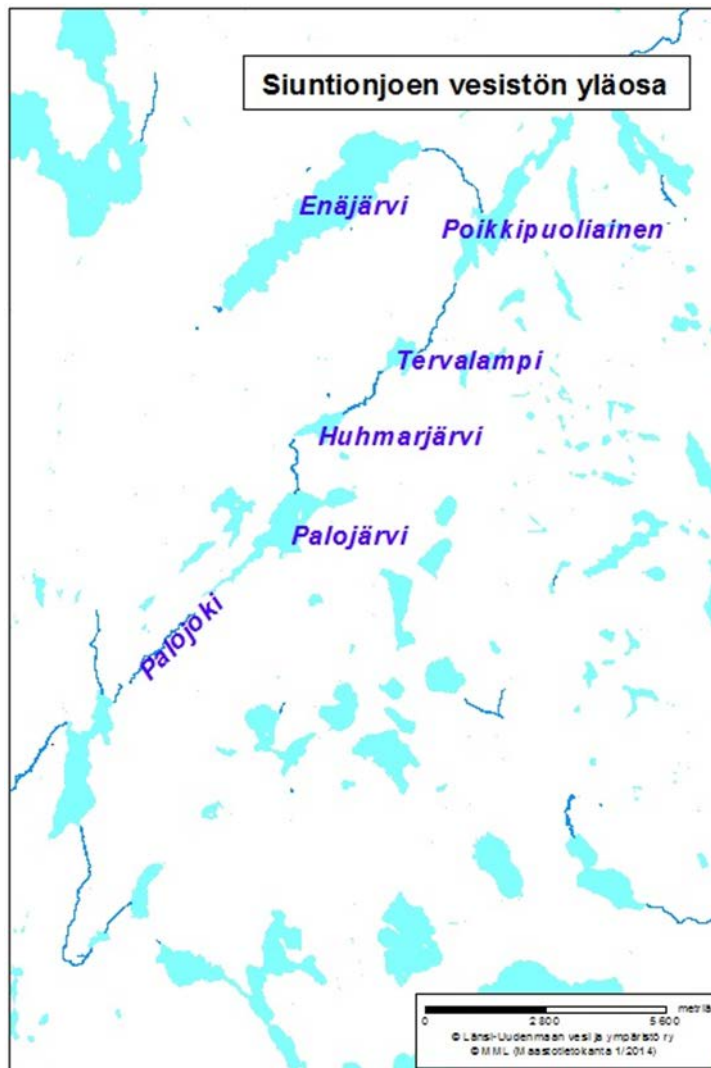 Siuntionjoen vesistön yläosa
Enäjärvi
Poikkipuoliainen
Tervalampi
Huhmarjärvi
Palojärvi
Palojoki
metriä
0 2 800 5 600
© Länsi-Uudenmaan vesi ja ympäristö ry
© MML (Maastotietokanta 1/2014)